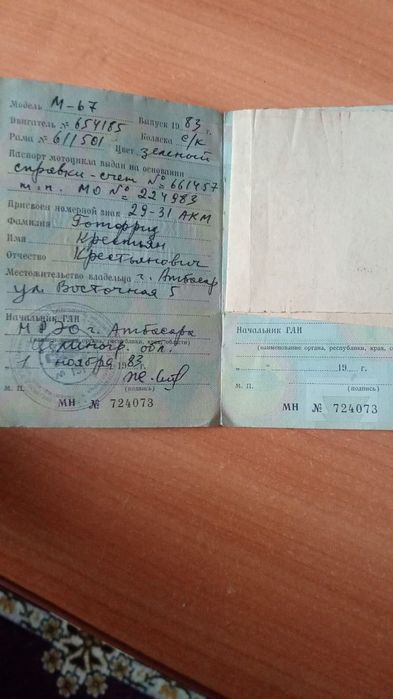 Модель М-67
Двигатель № 654185 Выпуск 1983 г.
Рама № 611501 Коляска с/к
Цвет зеленый
Паспорт мотоцикла выдан на основании
справки-счет № 661457
т.п. МО № 224983
Присвоен номерной знак 29-31 АКМ
Фамилия Готфрид
Имя Крестьян
Отчество Крестьянович
Местожительство владельца г. Атбасар
ул Восточная 5
Начальник ГАИ
МРЭО г. Атбасара
обл.
1 ноября 1983 г.
М. П. (подпись)
МН № 724073
Начальник ГАИ
(наименование органа, республики, края,
„ “ 19 г.
М. П. (подпись)
МН № 724073